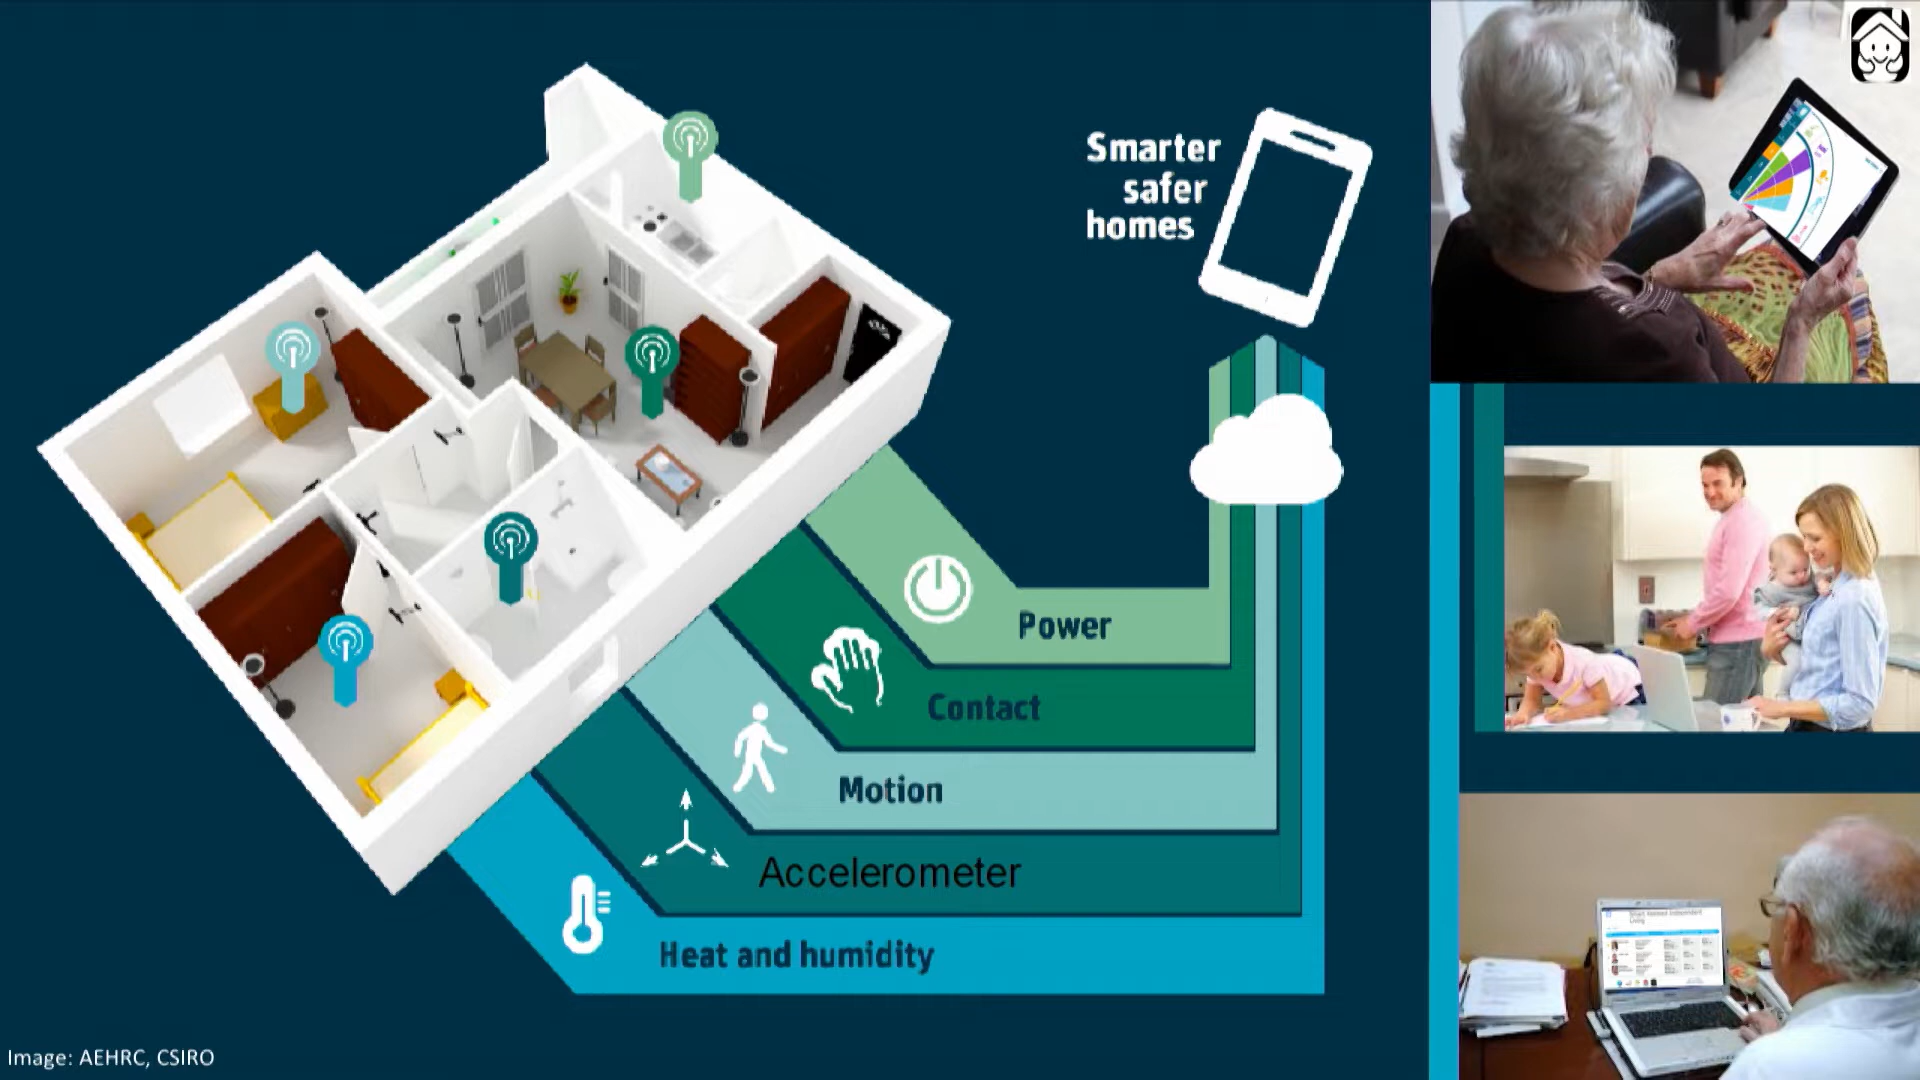 Smarter
safer
homes
Power
Contact
Motion
Accelerometer
Heat and humidity
Image: AEHRC, CSIRO